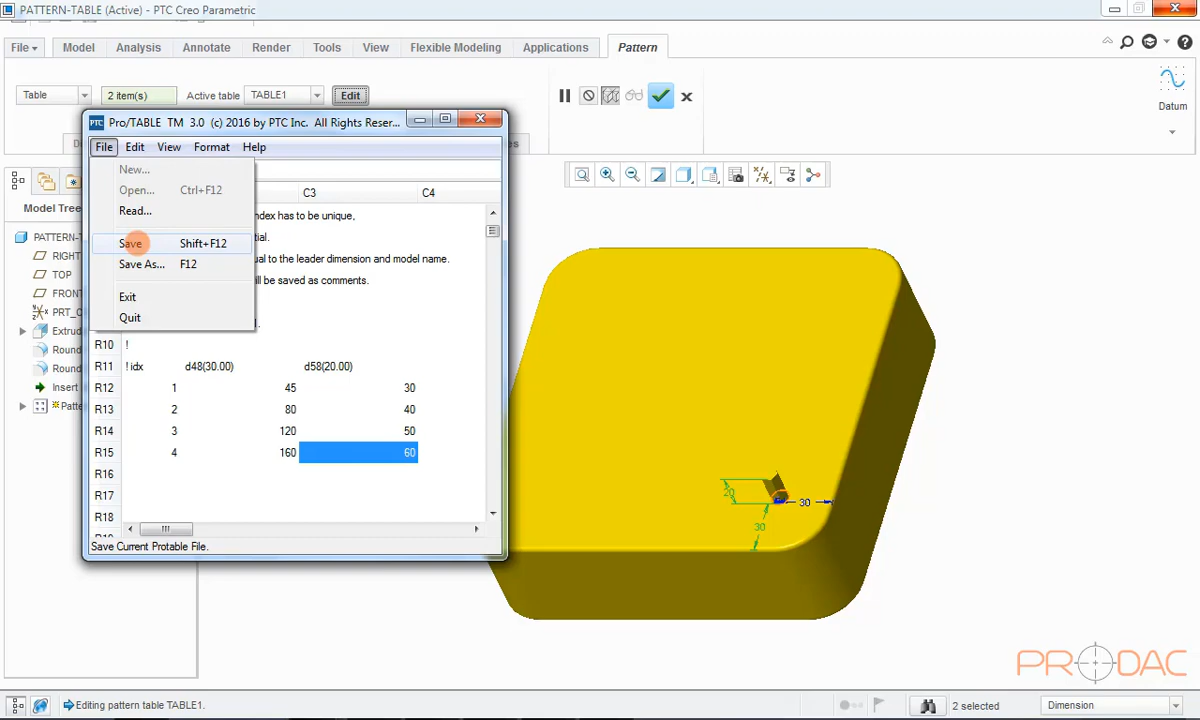 PATTERN-TABLE (Active) - PTC Creo Parametric
File Model Analysis Annotate Render Tools View Flexible Modeling Applications Pattern
Table 2 item(s) Active table TABLE1 Edit
Datum
PTC Pro/TABLE TM 3.0 (c) 2016 by PTC Inc. All Rights Reser...
File Edit View Format Help
New...
Open... Ctrl+F12
Read...
Save Shift+F12
Save As... F12
Exit
Quit
C3 C4
ndex has to be unique,
tial.
qual to the leader dimension and model name.
ill be saved as comments.
R10 !
R11 ! idx d48(30.00) d58(20.00)
R12 1 45 30
R13 2 80 40
R14 3 120 50
R15 4 160 60
R16
R17
R18
Save Current Protable File.
Model Tre
PATTERN-T
RIGHT
TOP
FRONT
PRT_C
Extrud
Round
Round
Insert
Patte
20
30
30
PRODAC
Editing pattern table TABLE1.
2 selected
Dimension